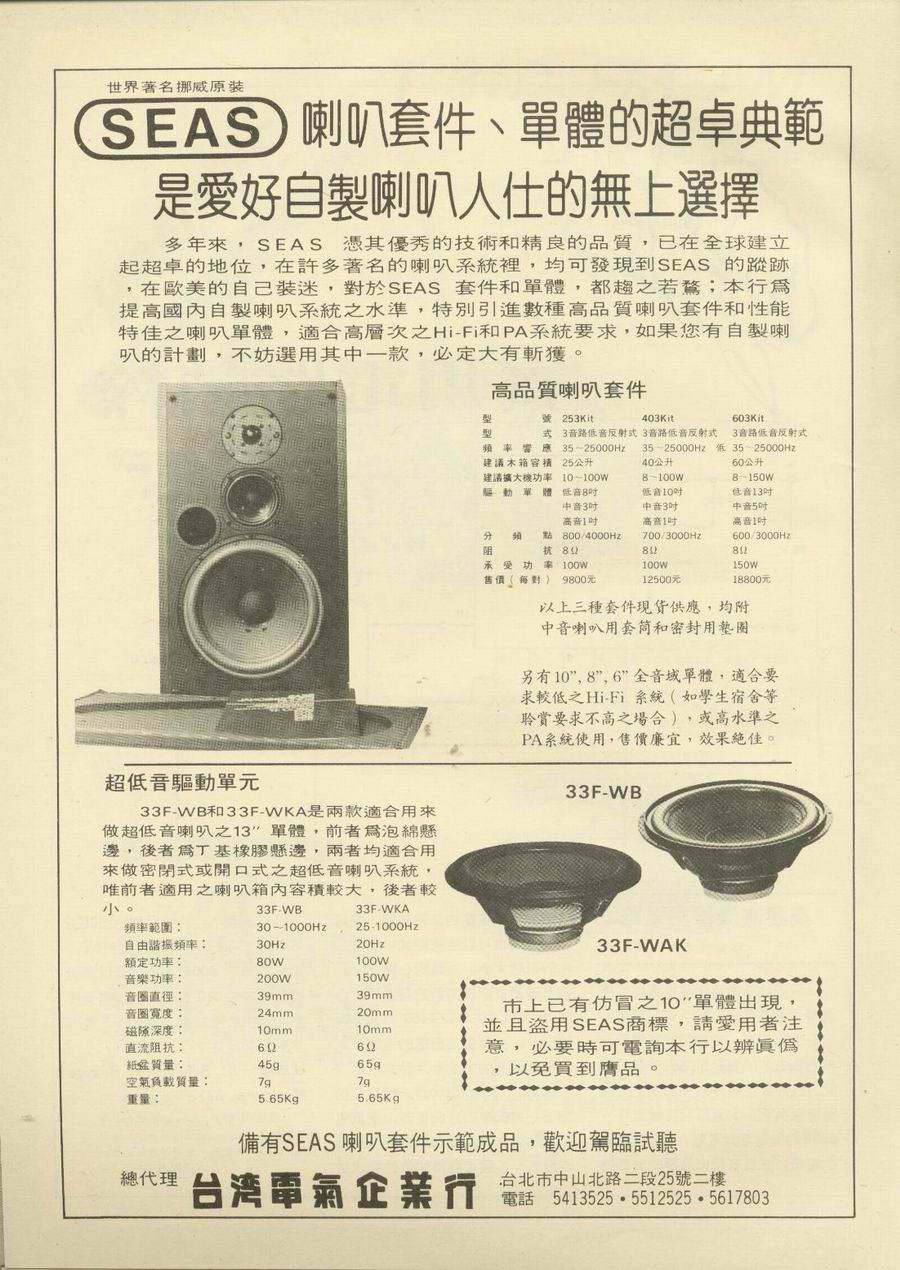 世界著名挪威原裝
SEAS 喇叭套件、單體的超卓典範
是愛好自製喇叭人仕的無上選擇
多年來，SEAS 憑其優秀的技術和精良的品質，已在全球建立
起超卓的地位，在許多著名的喇叭系統裡，均可發現到SEAS 的蹤跡
，在歐美的自己裝迷，對於SEAS 套件和單體，都趨之若鶩；本行爲
提高國內自製喇叭系統之水準，特別引進數種高品質喇叭套件和性能
特佳之喇叭單體，適合高層次之Hi-Fi和PA系統要求，如果您有自製喇
叭的計劃，不妨選用其中一款，必定大有斬獲。
高品質喇叭套件
型號 253Kit 403Kit 603Kit
型式 3音路低音反射式 3音路低音反射式 3音路低音反射式
頻率響應 35~25000Hz 35~25000Hz 低 35~25000Hz
建議木箱容積 25公升 40公升 60公升
建議擴大機功率 10~100W 8~100W 8~150W
驅動單體 低音8吋 低音10吋 低音13吋
中音3吋 中音3吋 中音5吋
高音1吋 高音1吋 高音1吋
分頻點 800/4000Hz 700/3000Hz 600/3000Hz
阻抗 8Ω 8Ω 8Ω
承受功率 100W 100W 150W
售價(每對) 9800元 12500元 18800元
以上三種套件現貨供應，均附
中音喇叭用套筒和密封用墊圈
另有10”, 8”, 6” 全音域單體，適合要
求較低之Hi-Fi 系統（如學生宿舍等
聆賞要求不高之場合），或高水準之
PA系統使用，售價廉宜，效果絕佳。
超低音驅動單元
33F-WB和33F-WKA是兩款適合用來
做超低音喇叭之13″ 單體，前者爲泡綿懸
邊，後者爲丁基橡膠懸邊，兩者均適合用
來做密閉式或開口式之超低音喇叭系統，
唯前者適用之喇叭箱內容積較大，後者較
小。
33F-WB 33F-WKA
頻率範圍： 30~1000Hz 25-1000Hz
自由諧振頻率： 30Hz 20Hz
額定功率： 80W 100W
音樂功率： 200W 150W
音圈直徑： 39mm 39mm
音圈寬度： 24mm 20mm
磁隙深度： 10mm 10mm
直流阻抗： 6Ω 6Ω
紙盆質量： 45g 65g
空氣負載質量： 7g 7g
重量： 5.65Kg 5.65Kg
33F-WB
33F-WAK
市上已有仿冒之10″單體出現，
並且盜用SEAS商標，請愛用者注
意，必要時可電詢本行以辨眞僞
，以免買到膺品。
備有SEAS 喇叭套件示範成品，歡迎駕臨試聽
總代理 台湾電氣企業行
台北市中山北路二段25號二樓
電話 5413525・5512525・5617803